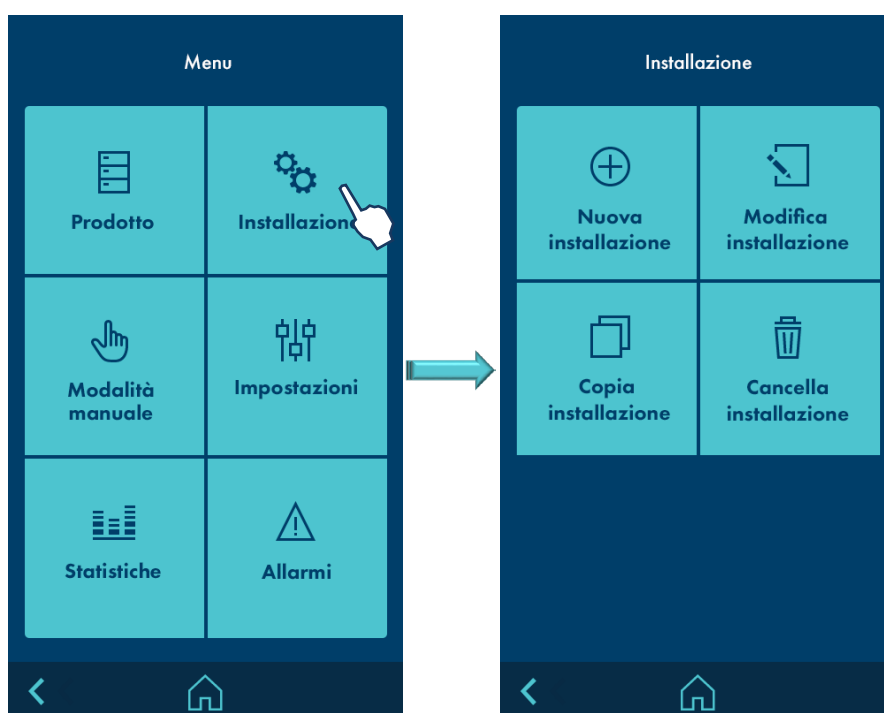 Menu
Prodotto
Installazione
Modalità
manuale
Impostazioni
Statistiche
Allarmi
Installazione
Nuova
installazione
Modifica
installazione
Copia
installazione
Cancella
installazione